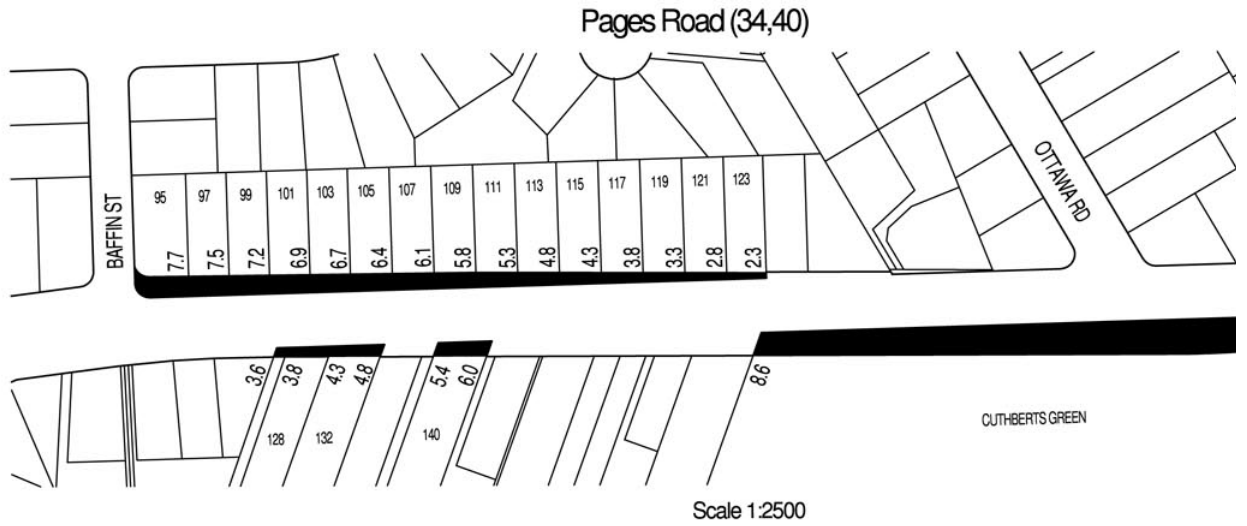 Pages Road (34,40)
OTTAWA RD
BAFFIN ST
95 97 99 101 103 105 107 109 111 113 115 117 119 121 123
7.7 7.5 7.2 6.9 6.7 6.4 6.1 5.8 5.3 4.8 4.3 3.8 3.3 2.8 2.3
3.6 3.8 4.3 4.8 5.4 6.0 8.6
128 132 140
CUTHBERTS GREEN
Scale 1:2500